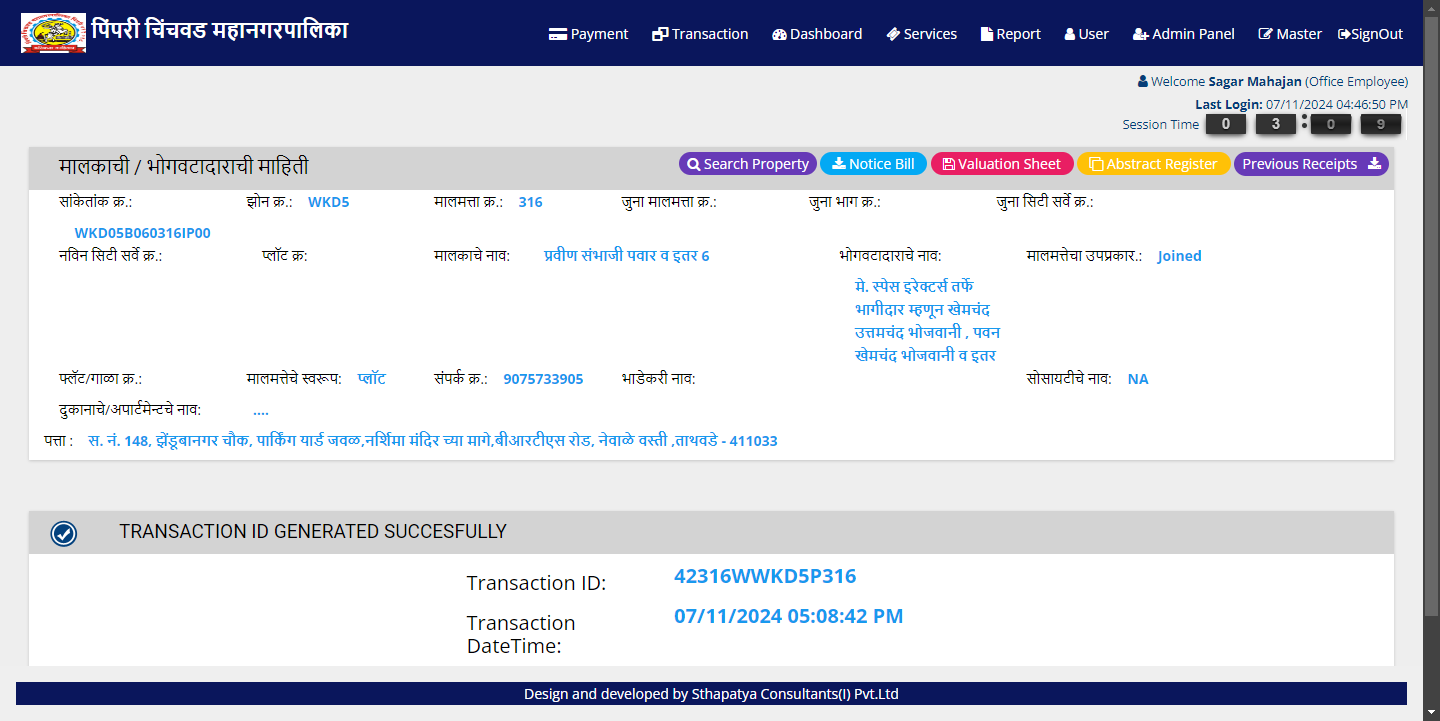 पिंपरी चिंचवड महानगरपालिका
Payment Transaction Dashboard Services Report User Admin Panel Master SignOut
Welcome Sagar Mahajan (Office Employee)
Last Login: 07/11/2024 04:46:50 PM
Session Time 0 3 : 0 9
मालकाची / भोगवटादाराची माहिती
Search Property Notice Bill Valuation Sheet Abstract Register Previous Receipts
सांकेतांक क्र.: झोन क्र.: WKD5 मालमत्ता क्र.: 316 जुना मालमत्ता क्र.: जुना भाग क्र.: जुना सिटी सर्वे क्र.:
WKD05B060316IP00
नविन सिटी सर्वे क्र.: प्लॉट क्र: मालकाचे नाव: प्रवीण संभाजी पवार व इतर 6 भोगवटादाराचे नाव: मालमत्तेचा उपप्रकार.: Joined
मे. स्पेस इरेक्टर्स तर्फे
भागीदार म्हणून खेमचंद
उत्तमचंद भोजवानी , पवन
खेमचंद भोजवानी व इतर
फ्लॅट/गाळा क्र.: मालमत्तेचे स्वरूप: प्लॉट संपर्क क्र.: 9075733905 भाडेकरी नाव: सोसायटीचे नाव: NA
दुकानाचे/अपार्टमेन्टचे नाव: ....
पत्ता : स. नं. 148, झेंडूबानगर चौक, पार्किंग यार्ड जवळ,नर्शिमा मंदिर च्या मागे,बीआरटीएस रोड, नेवाळे वस्ती ,ताथवडे - 411033
TRANSACTION ID GENERATED SUCCESFULLY
Transaction ID: 42316WWKD5P316
Transaction 07/11/2024 05:08:42 PM
DateTime:
Design and developed by Sthapatya Consultants(I) Pvt.Ltd